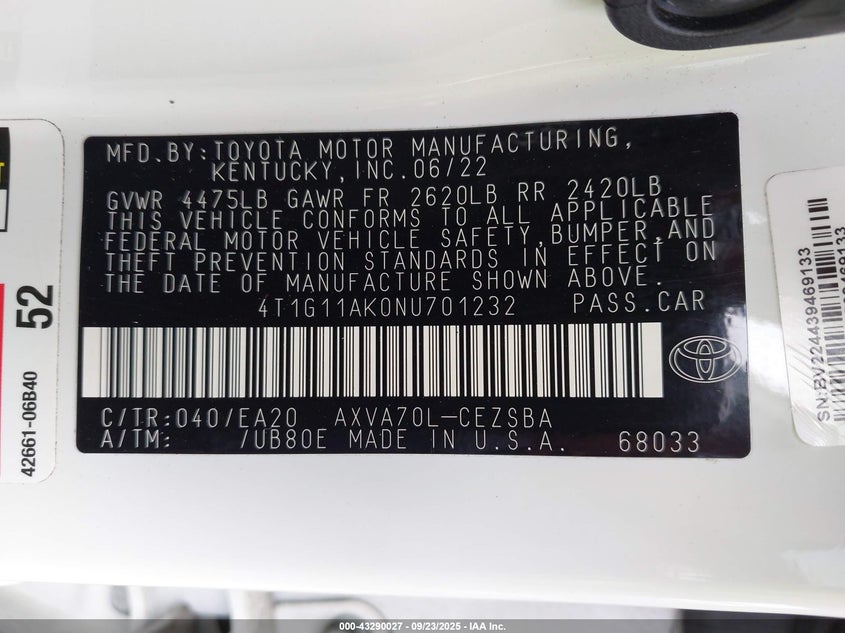 MFD.BY:TOYOTA MOTOR MANUFACTURING,
KENTUCKY,INC.06/22
GVWR 4475LB GAWR FR 2620LB RR 2420LB
THIS VEHICLE CONFORMS TO ALL APPLICABLE
FEDERAL MOTOR VEHICLE SAFETY,BUMPER,AND
THEFT PREVENTION STANDARDS IN EFFECT ON
THE DATE OF MANUFACTURE SHOWN ABOVE.
4T1G11AK0NU701232 PASS.CAR
C/TR:040/EA20 AXVA70L-CEZSBA
A/TM: /UB80E MADE IN U.S.A. 68033
52
42661-06B40
SN:BV224439469133
000-43290027 - 09/23/2025 - IAA Inc.